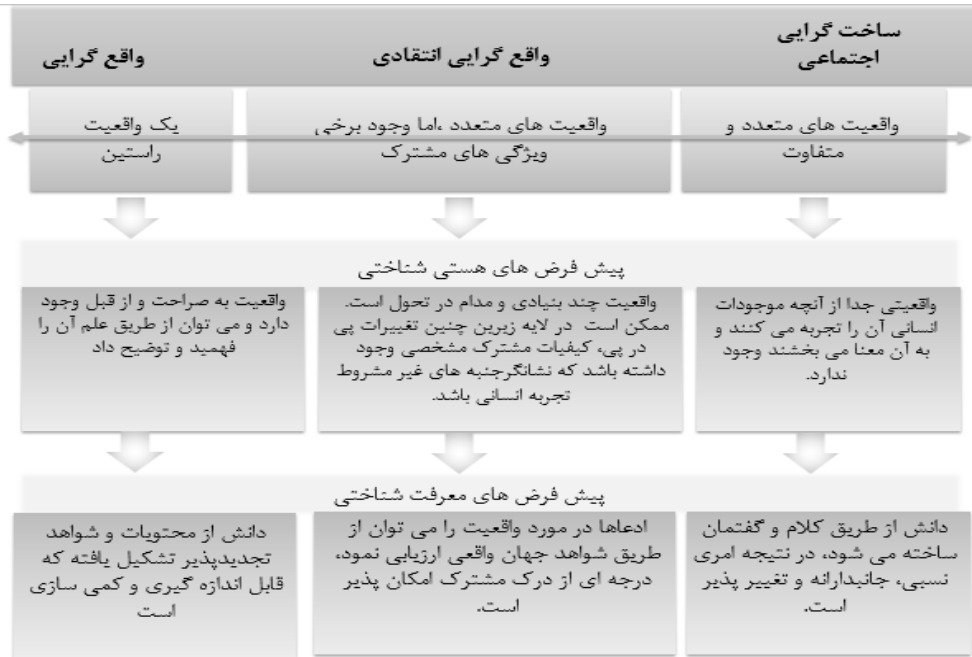 ساخت گرایی
اجتماعی
واقع گرایی انتقادی
واقع گرایی
واقعیت های متعدد و
متفاوت
واقعیت های متعدد ،اما وجود برخی
ویژگی های مشترک
یک واقعیت
راستین
پیش فرض های هستی شناختی
واقعیتی جدا از آنچه موجودات
انسانی آن را تجربه می کنند و
به آن معنا می بخشند وجود
ندارد.
واقعیت چند بنیادی و مدام در تحول است.
ممکن است در لایه زیرین چنین تغییرات پی
در پی، کیفیات مشترک مشخصی وجود
داشته باشد که نشانگرجنبه های غیر مشروط
تجربه انسانی باشد.
واقعیت به صراحت و از قبل وجود
دارد و می توان از طریق علم آن را
فهمید و توضیح داد
پیش فرض های معرفت شناختی
دانش از طریق کلام و گفتمان
ساخته می شود، در نتیجه امری
نسبی، جانبدارانه و تغییر پذیر
است.
ادعاها در مورد واقعیت را می توان از
طریق شواهد جهان واقعی ارزیابی نمود،
درجه ای از درک مشترک امکان پذیر
است.
دانش از محتویات و شواهد
تجدیدپذیر تشکیل یافته که
قابل اندازه گیری و کمی سازی
است